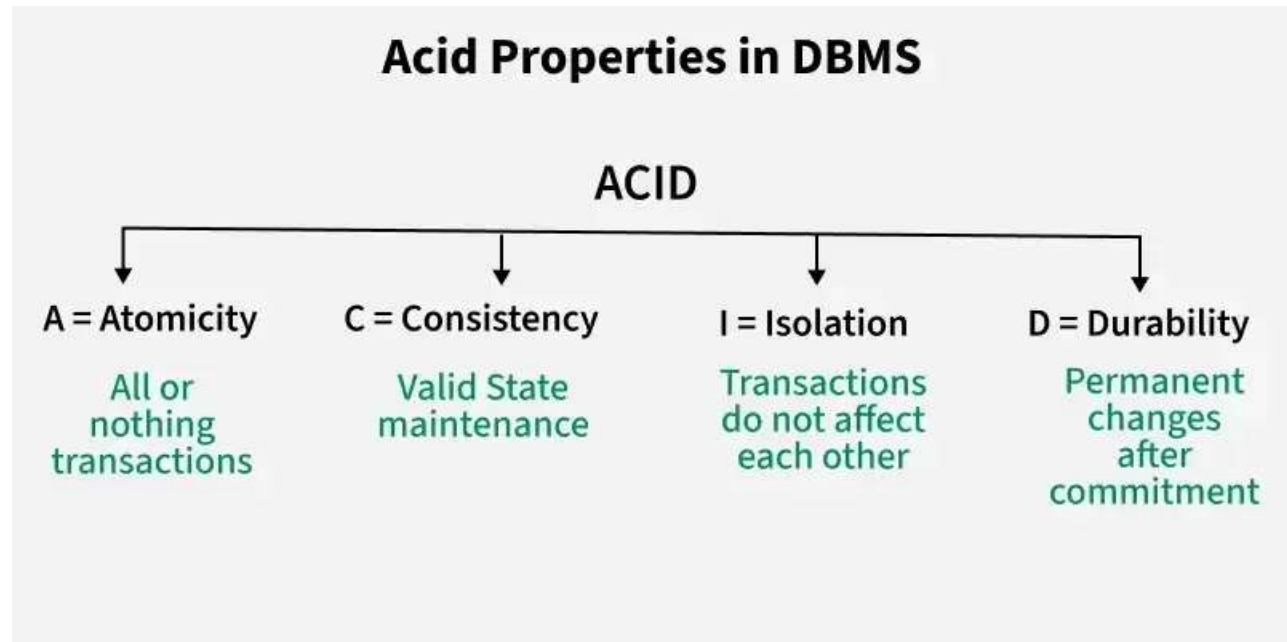 Acid Properties in DBMS
ACID
A = Atomicity
All or
nothing
transactions
C = Consistency
Valid State
maintenance
I = Isolation
Transactions
do not affect
each other
D = Durability
Permanent
changes
after
commitment